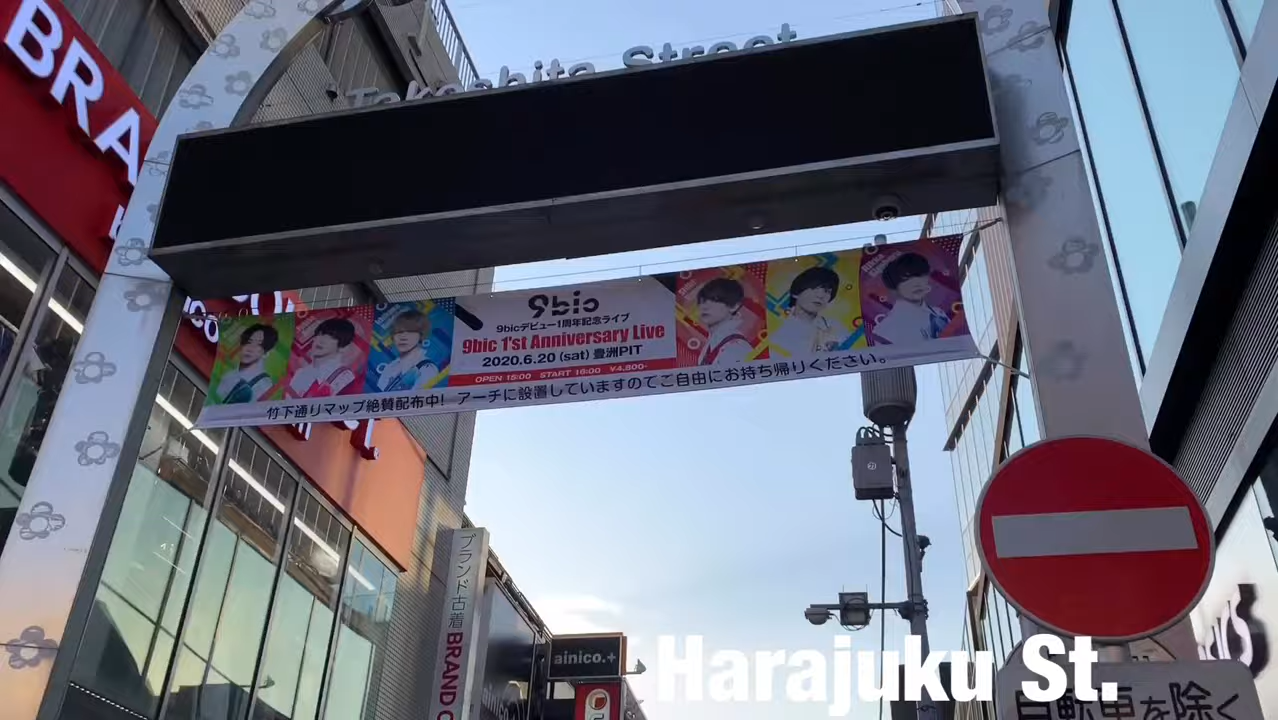 Takeshita Street
BRA
9bic
9bicデビュー1周年記念ライブ
9bic 1'st Anniversary Live
2020.6.20 (sat) 豊洲PIT
OPEN 15:00 START 16:00 ¥4,800-
竹下通りマップ絶賛配布中! アーチに設置していますのでご自由にお持ち帰りください。
ブランド古着
BRAND
ainico.+
Harajuku St.
自転車を除く